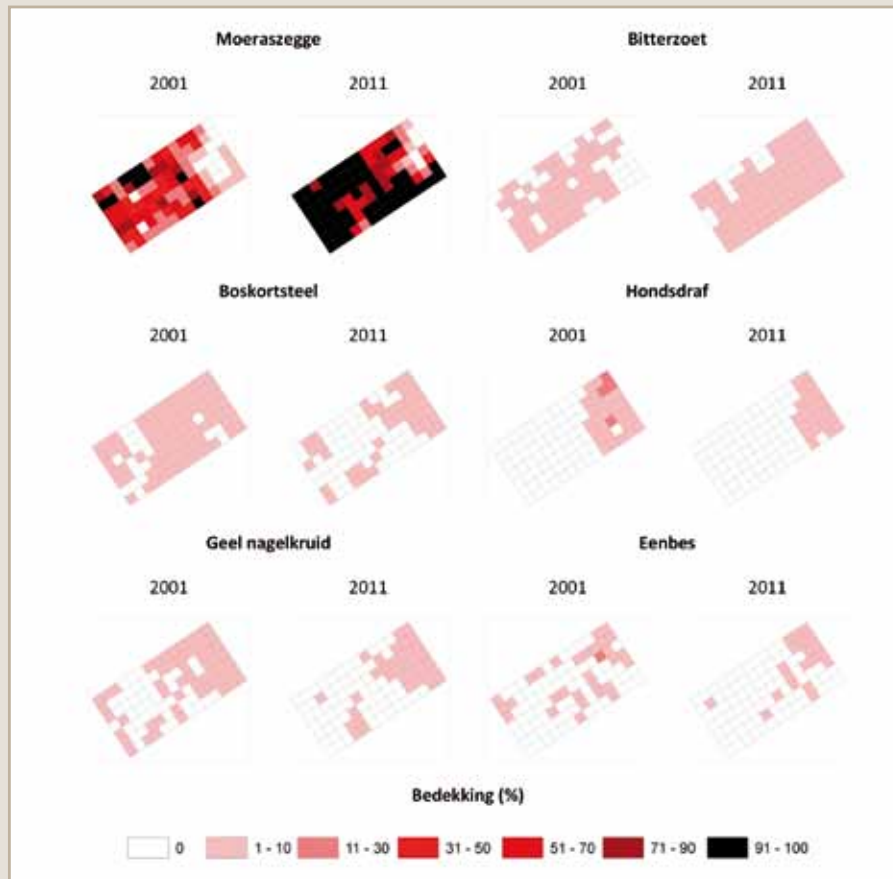 Moeraszegge Bitterzoet
2001 2011 2001 2011
Boskortsteel Hondsdraf
2001 2011 2001 2011
Geel nagelkruid Eenbes
2001 2011 2001 2011
Bedekking (%)
0 1 - 10 11 - 30 31 - 50 51 - 70 71 - 90 91 - 100